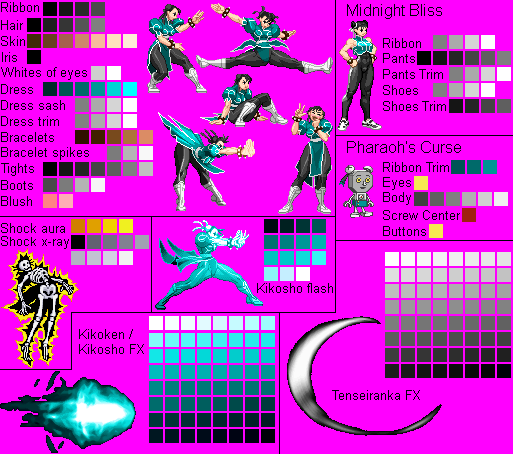 Ribbon
Hair
Skin
Iris
Whites of eyes
Dress
Dress sash
Dress trim
Bracelets
Bracelet spikes
Tights
Boots
Blush
Midnight Bliss
Ribbon
Pants
Pants Trim
Shoes
Shoes Trim
Pharaoh's Curse
Ribbon Trim
Eyes
Body
Screw Center
Buttons
Shock aura
Shock x-ray
Kikosho flash
Kikoken /
Kikosho FX
Tenseiranka FX